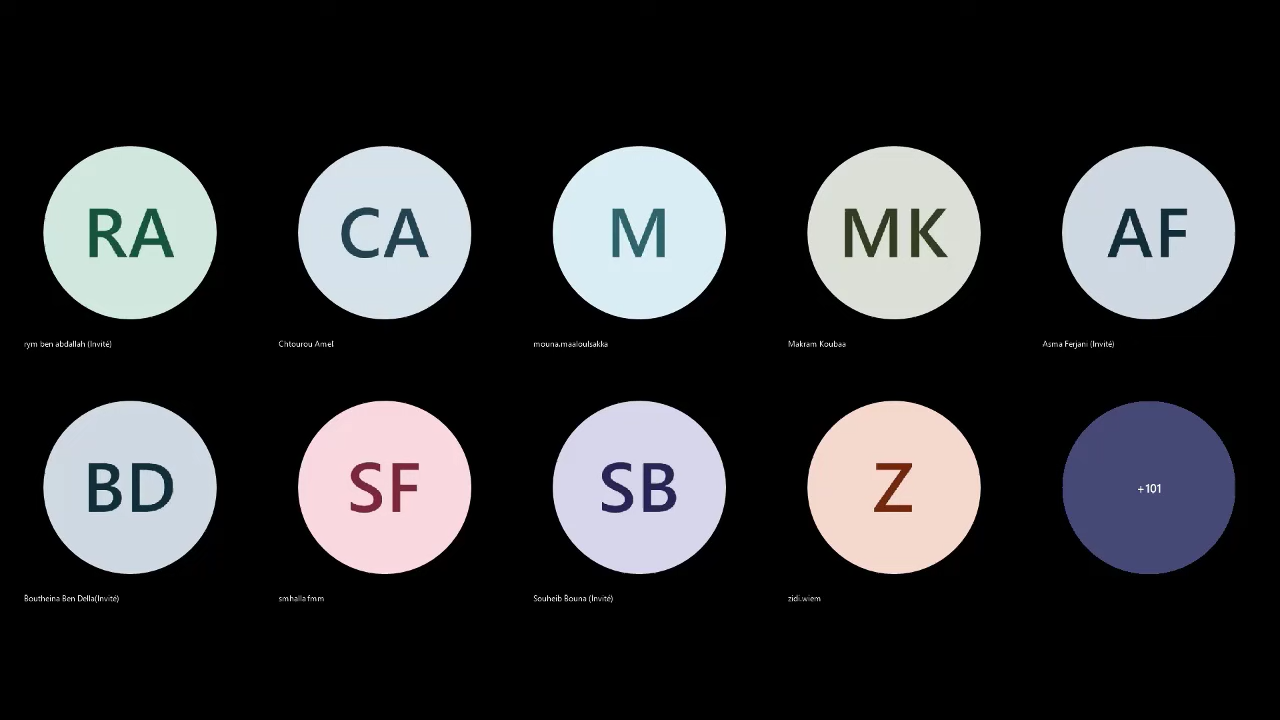 RA
CA
M
MK
AF
rym ben abdallah (Invité)
Chtourou Amel
mouna.maaloulsakka
Makram Koubaa
Asma Ferjani (Invité)
BD
SF
SB
Z
+101
Boutheina Ben Della(Invité)
smhalla fmm
Souheib Bouna (Invité)
zidi.wiem